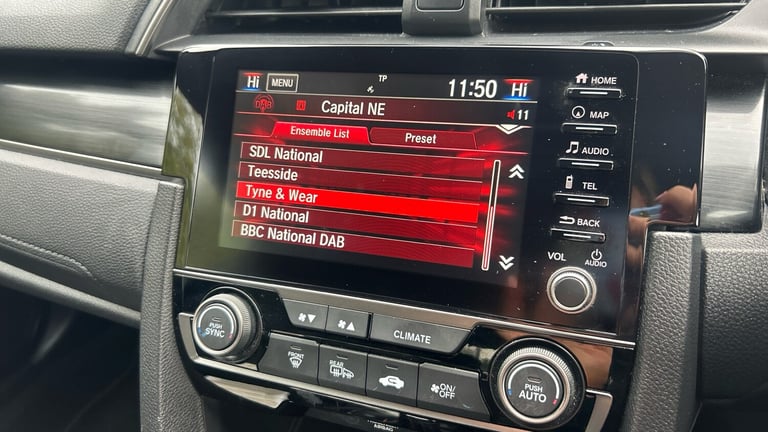 Hi MENU TP 11:50 Hi
DAB Capital NE 11
Ensemble List Preset
SDL National
Teesside
Tyne & Wear
D1 National
BBC National DAB
HOME
MAP
AUDIO
TEL
BACK
VOL AUDIO
PUSH
SYNC
CLIMATE
FRONT
REAR
ON/
OFF
PUSH
AUTO
AIRBAG